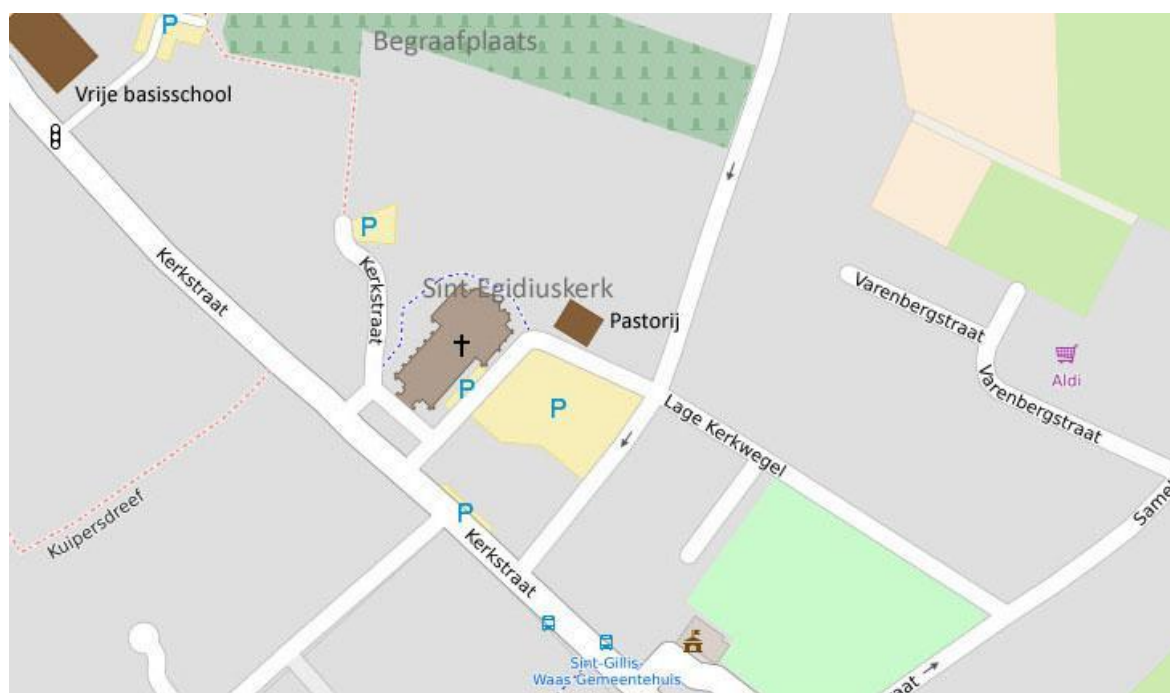 P
Begraafplaats
Vrije basisschool
P
Kerkstraat
Kerkstraat
Sint-Egidiuskerk
Pastorij
Varenbergstraat
Aldi
Varenbergstraat
P
P
Lage Kerkwegel
Kuipersdreef
P
Kerkstraat
Sint-Gillis-
Waas Gemeentehuis